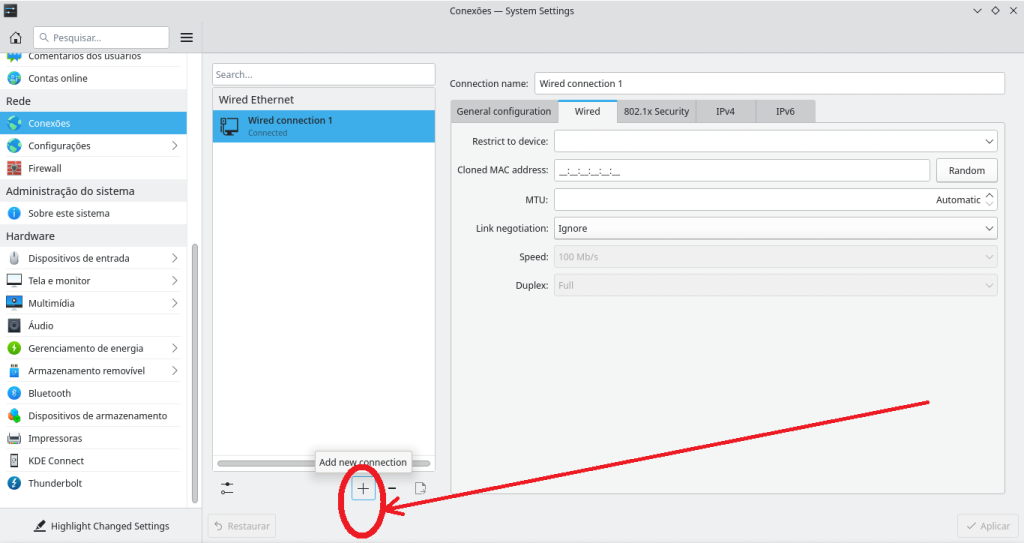 Conexões — System Settings
Pesquisar...
Comentários dos usuários
Contas online
Rede
Conexões
Configurações
Firewall
Administração do sistema
Sobre este sistema
Hardware
Dispositivos de entrada
Tela e monitor
Multimídia
Áudio
Gerenciamento de energia
Armazenamento removível
Bluetooth
Dispositivos de armazenamento
Impressoras
KDE Connect
Thunderbolt
Highlight Changed Settings
Search...
Wired Ethernet
Wired connection 1
Connected
Add new connection
Restaurar
Connection name: Wired connection 1
General configuration Wired 802.1x Security IPv4 IPv6
Restrict to device:
Cloned MAC address: __:__:__:__:__:__ Random
MTU: Automatic
Link negotiation: Ignore
Speed: 100 Mb/s
Duplex: Full
Aplicar